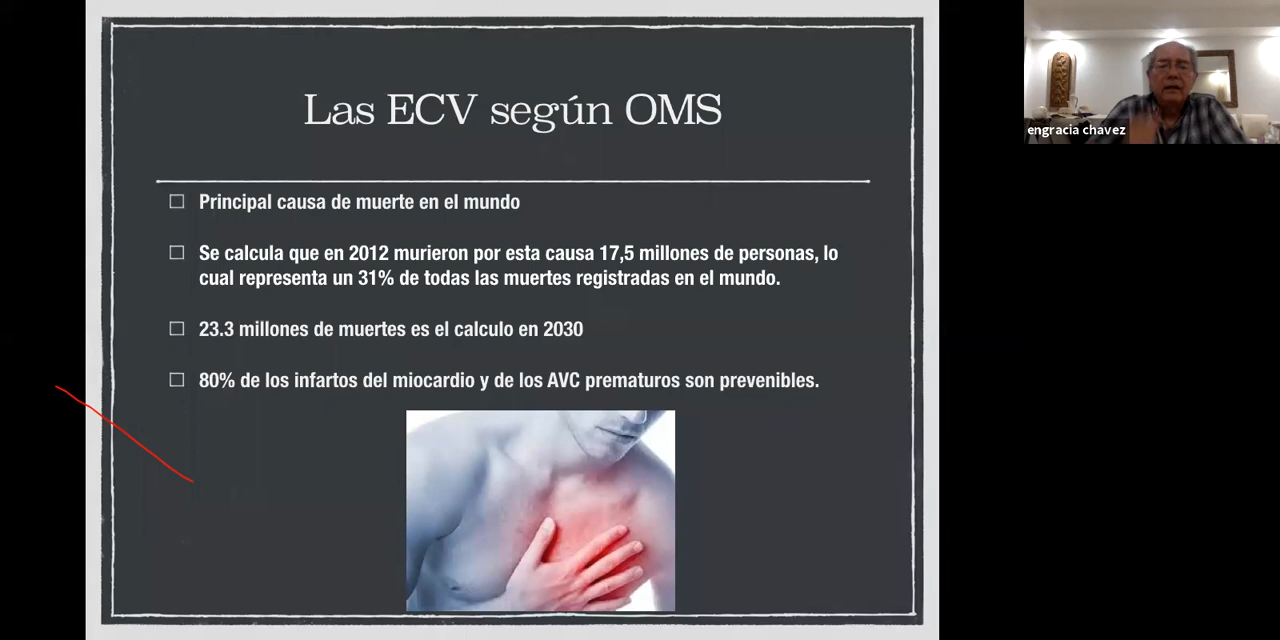 Las ECV según OMS
Principal causa de muerte en el mundo
Se calcula que en 2012 murieron por esta causa 17,5 millones de personas, lo
cual representa un 31% de todas las muertes registradas en el mundo.
23.3 millones de muertes es el calculo en 2030
80% de los infartos del miocardio y de los AVC prematuros son prevenibles.
engracia chavez